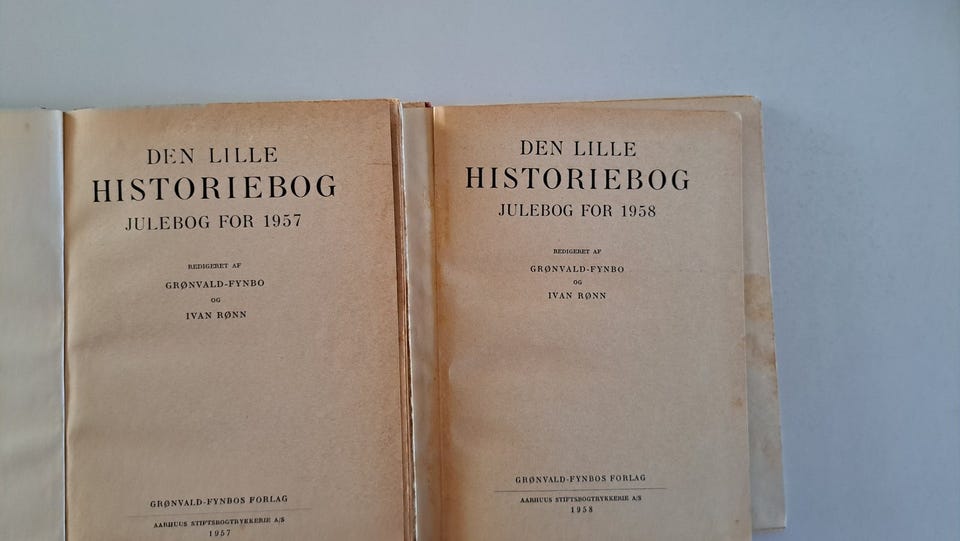 DEN LILLE
HISTORIEBOG
JULEBOG FOR 1957
REDIGERET AF
GRØNVALD-FYNBO
OG
IVAN RØNN
GRØNVALD-FYNBOS FORLAG
AARHUUS STIFTSBOGTRYKKERIE A/S
1957
DEN LILLE
HISTORIEBOG
JULEBOG FOR 1958
REDIGERET AF
GRØNVALD-FYNBO
OG
IVAN RØNN
GRØNVALD-FYNBOS FORLAG
AARHUUS STIFTSBOGTRYKKERIE A/S
1958